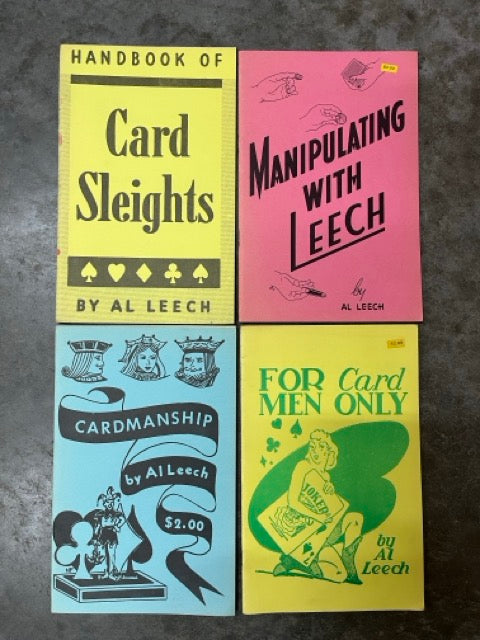 HANDBOOK OF
Card
Sleights
BY AL LEECH
MANIPULATING
WITH
LEECH
by
AL LEECH
CARDMANSHIP
by Al Leech
$2.00
FOR Card
MEN ONLY
JOKER
by
Al
Leech